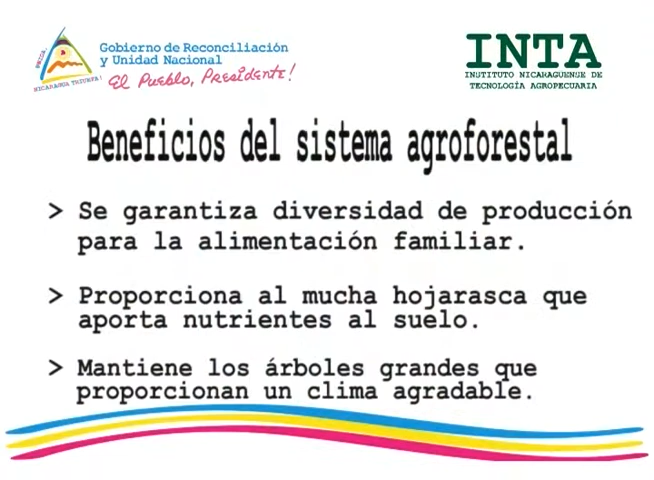 Gobierno de Reconciliación
y Unidad Nacional
El Pueblo, Presidente!
NICARAGUA TRIUNFA!
INTA
INSTITUTO NICARAGUENSE DE
TECNOLOGÍA AGROPECUARIA
Beneficios del sistema agroforestal
> Se garantiza diversidad de producción
para la alimentación familiar.
> Proporciona al mucha hojarasca que
aporta nutrientes al suelo.
> Mantiene los árboles grandes que
proporcionan un clima agradable.